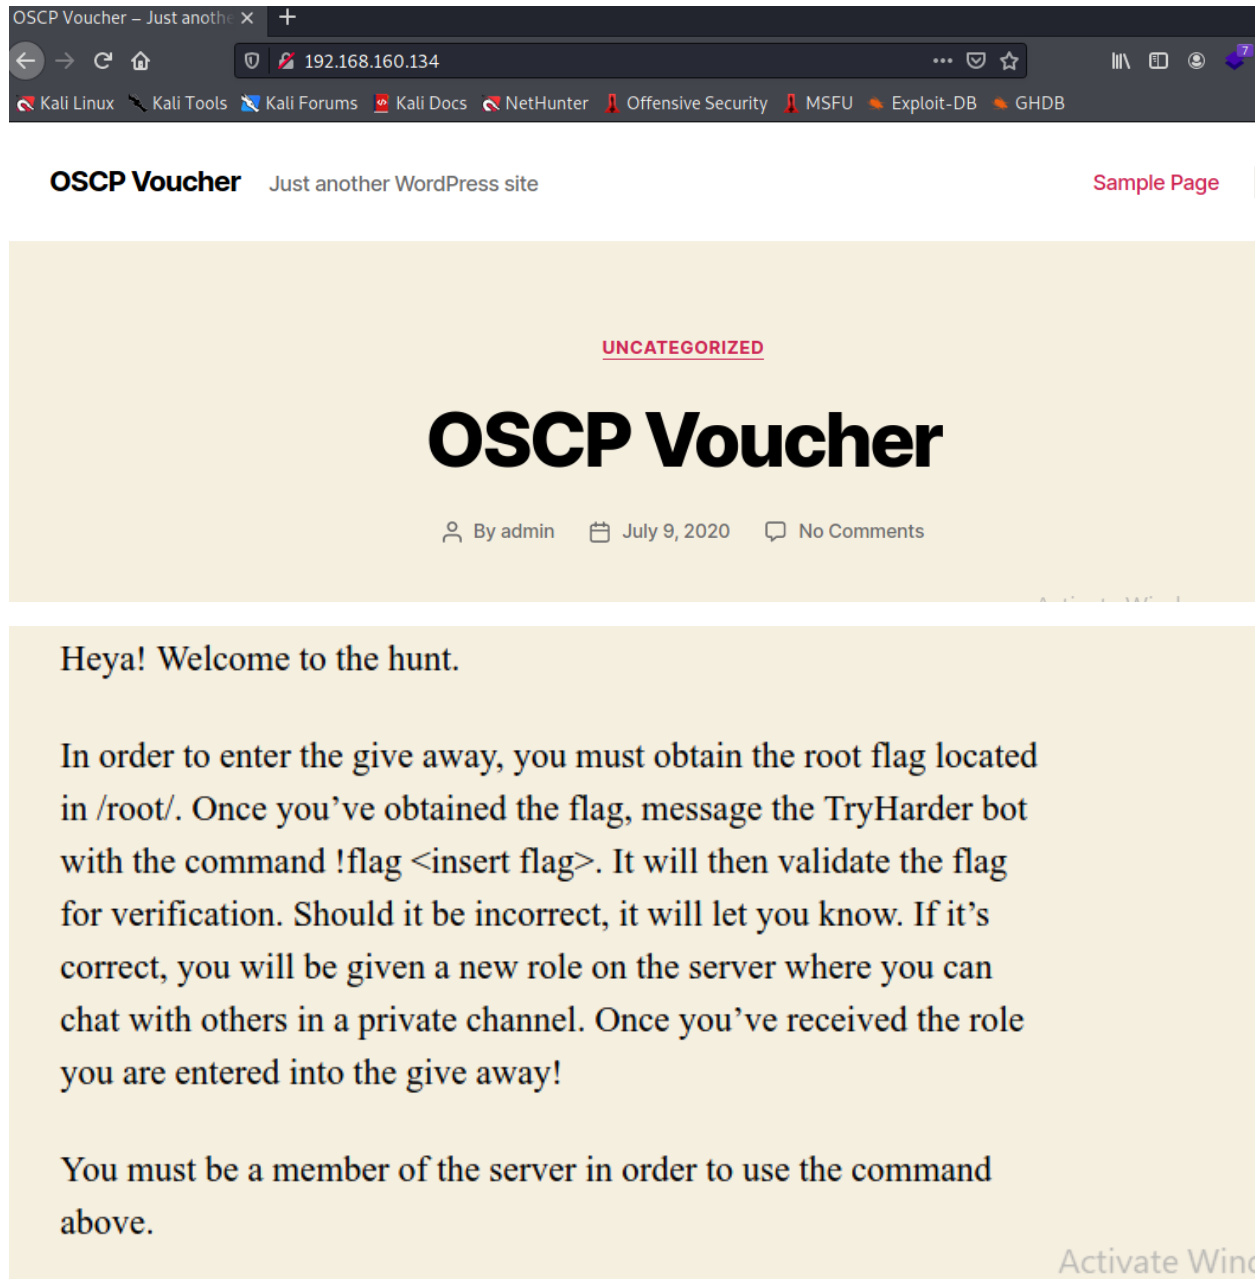 OSCP Voucher – Just anothe
192.168.160.134
7
Kali Linux Kali Tools Kali Forums Kali Docs NetHunter Offensive Security MSFU Exploit-DB GHDB
OSCP Voucher Just another WordPress site Sample Page
UNCATEGORIZED
OSCP Voucher
By admin July 9, 2020 No Comments
Heya! Welcome to the hunt.
In order to enter the give away, you must obtain the root flag located
in /root/. Once you’ve obtained the flag, message the TryHarder bot
with the command !flag <insert flag>. It will then validate the flag
for verification. Should it be incorrect, it will let you know. If it’s
correct, you will be given a new role on the server where you can
chat with others in a private channel. Once you’ve received the role
you are entered into the give away!
You must be a member of the server in order to use the command
above.
Activate Wind